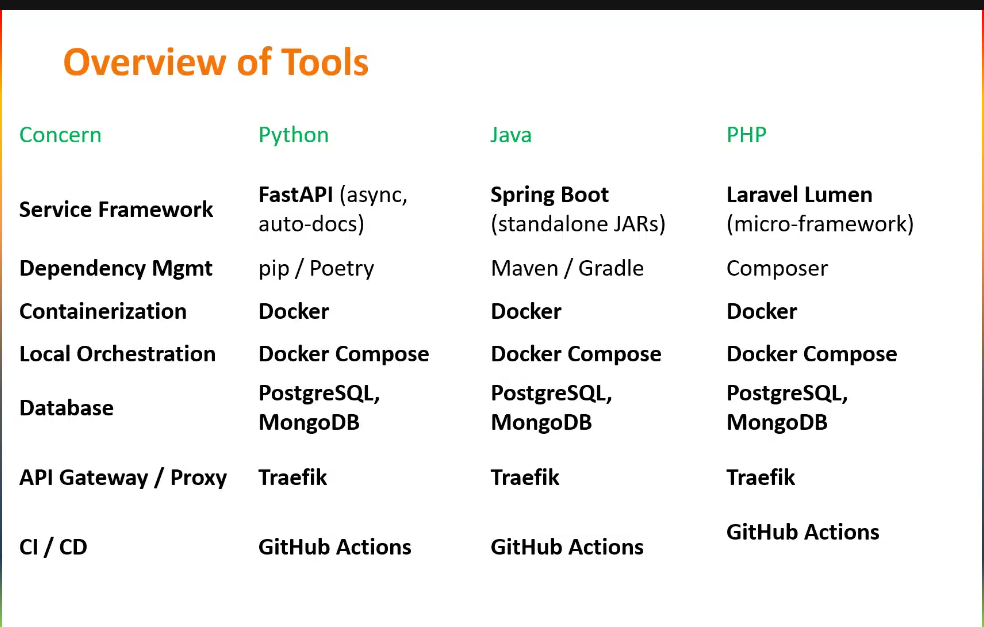 Overview of Tools
Concern Python Java PHP
Service Framework FastAPI (async, auto-docs) Spring Boot (standalone JARs) Laravel Lumen (micro-framework)
Dependency Mgmt pip / Poetry Maven / Gradle Composer
Containerization Docker Docker Docker
Local Orchestration Docker Compose Docker Compose Docker Compose
Database PostgreSQL, MongoDB PostgreSQL, MongoDB PostgreSQL, MongoDB
API Gateway / Proxy Traefik Traefik Traefik
CI / CD GitHub Actions GitHub Actions GitHub Actions